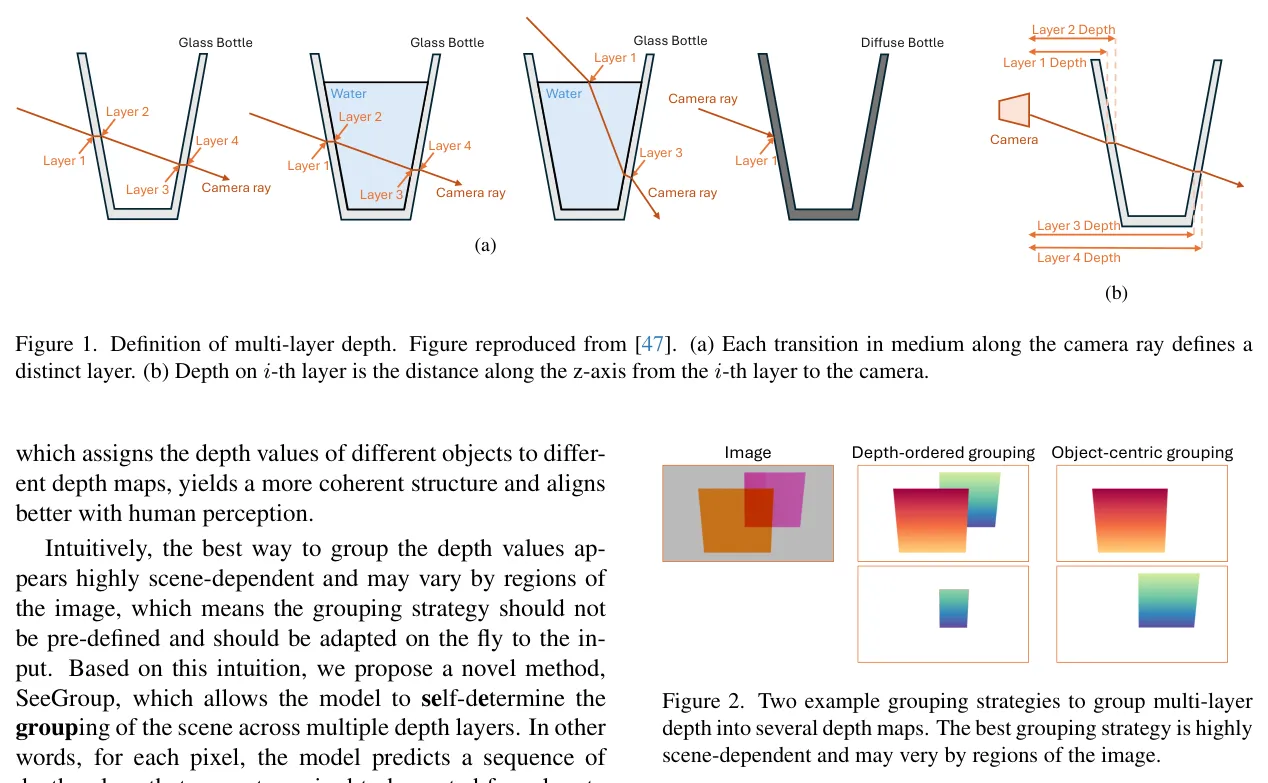 Glass Bottle
Layer 2
Layer 1
Layer 4
Layer 3
Camera ray
Glass Bottle
Water
Layer 2
Layer 1
Layer 4
Layer 3
Camera ray
Glass Bottle
Layer 1
Water
Layer 3
Camera ray
Diffuse Bottle
Camera ray
Layer 1
(a)
Layer 2 Depth
Layer 1 Depth
Camera
Layer 3 Depth
Layer 4 Depth
(b)
Figure 1. Definition of multi-layer depth. Figure reproduced from [47]. (a) Each transition in medium along the camera ray defines a
distinct layer. (b) Depth on i-th layer is the distance along the z-axis from the i-th layer to the camera.
which assigns the depth values of different objects to differ-
ent depth maps, yields a more coherent structure and aligns
better with human perception.
Intuitively, the best way to group the depth values ap-
pears highly scene-dependent and may vary by regions of
the image, which means the grouping strategy should not
be pre-defined and should be adapted on the fly to the in-
put. Based on this intuition, we propose a novel method,
SeeGroup, which allows the model to self-determine the
grouping of the scene across multiple depth layers. In other
words, for each pixel, the model predicts a sequence of
Image
Depth-ordered grouping
Object-centric grouping
Figure 2. Two example grouping strategies to group multi-layer
depth into several depth maps. The best grouping strategy is highly
scene-dependent and may very by regions of the image.